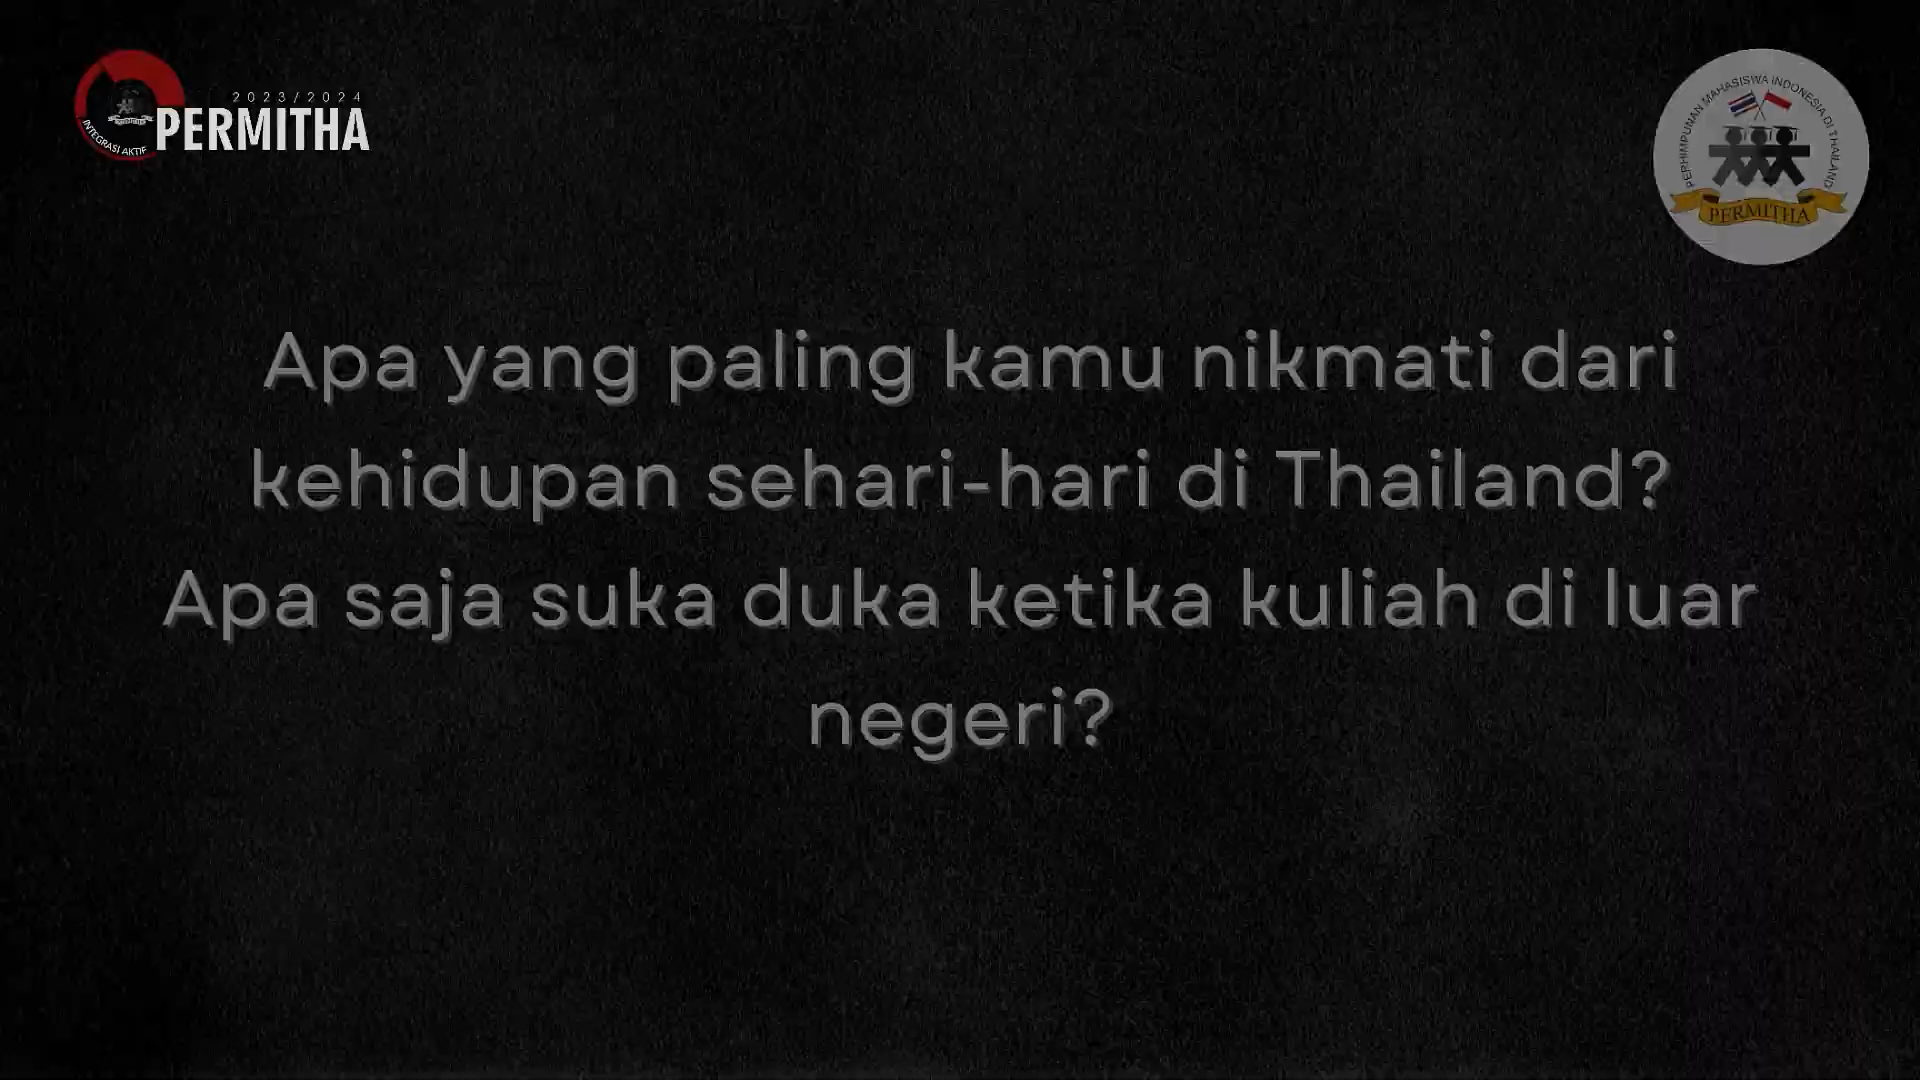 2023/2024
PERMITHA
INTEGRASI AKTIF
PERHIMPUNAN MAHASISWA INDONESIA DI THAILAND
PERMITHA
Apa yang paling kamu nikmati dari
kehidupan sehari-hari di Thailand?
Apa saja suka duka ketika kuliah di luar
negeri?